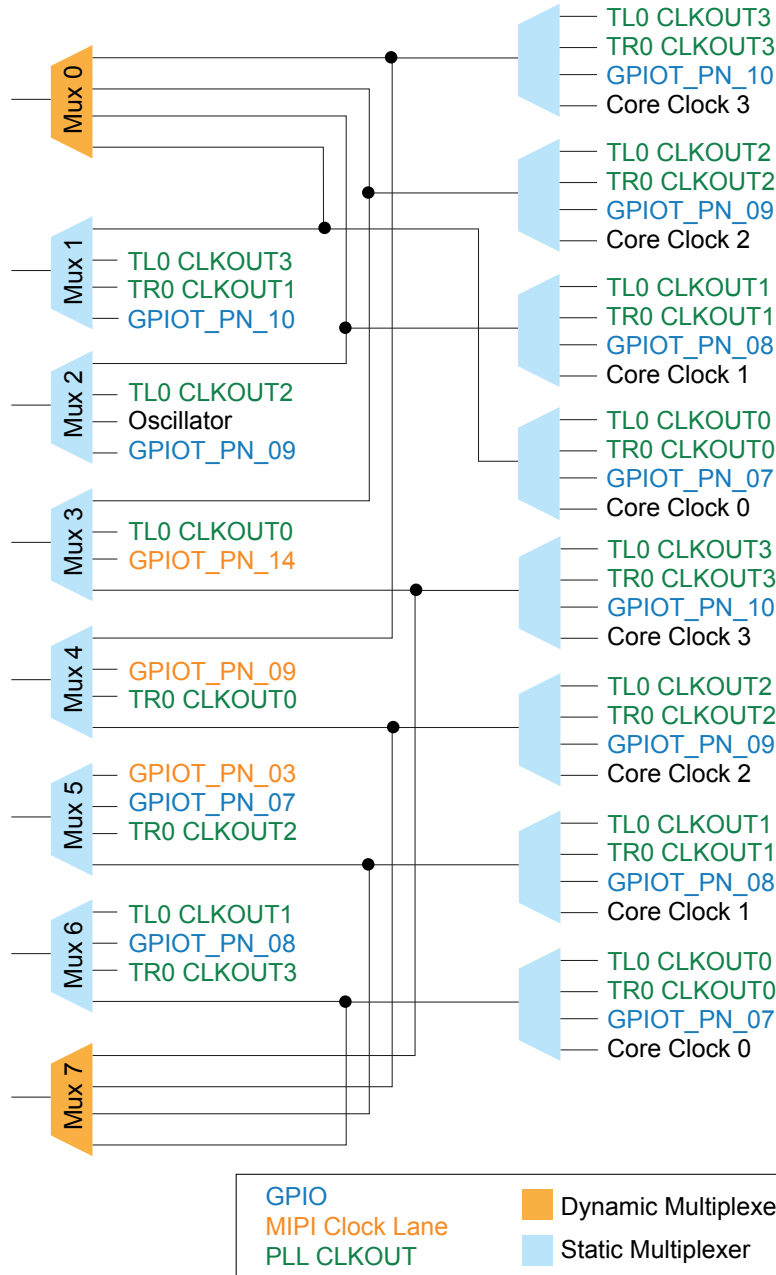 Mux 0
Mux 1
TL0 CLKOUT3
TR0 CLKOUT1
GPIOT_PN_10
Mux 2
TL0 CLKOUT2
Oscillator
GPIOT_PN_09
Mux 3
TL0 CLKOUT0
GPIOT_PN_14
Mux 4
GPIOT_PN_09
TR0 CLKOUT0
Mux 5
GPIOT_PN_03
GPIOT_PN_07
TR0 CLKOUT2
Mux 6
TL0 CLKOUT1
GPIOT_PN_08
TR0 CLKOUT3
Mux 7
TL0 CLKOUT3
TR0 CLKOUT3
GPIOT_PN_10
Core Clock 3
TL0 CLKOUT2
TR0 CLKOUT2
GPIOT_PN_09
Core Clock 2
TL0 CLKOUT1
TR0 CLKOUT1
GPIOT_PN_08
Core Clock 1
TL0 CLKOUT0
TR0 CLKOUT0
GPIOT_PN_07
Core Clock 0
TL0 CLKOUT3
TR0 CLKOUT3
GPIOT_PN_10
Core Clock 3
TL0 CLKOUT2
TR0 CLKOUT2
GPIOT_PN_09
Core Clock 2
TL0 CLKOUT1
TR0 CLKOUT1
GPIOT_PN_08
Core Clock 1
TL0 CLKOUT0
TR0 CLKOUT0
GPIOT_PN_07
Core Clock 0
GPIO
MIPI Clock Lane
PLL CLKOUT
Dynamic Multiplexe
Static Multiplexer